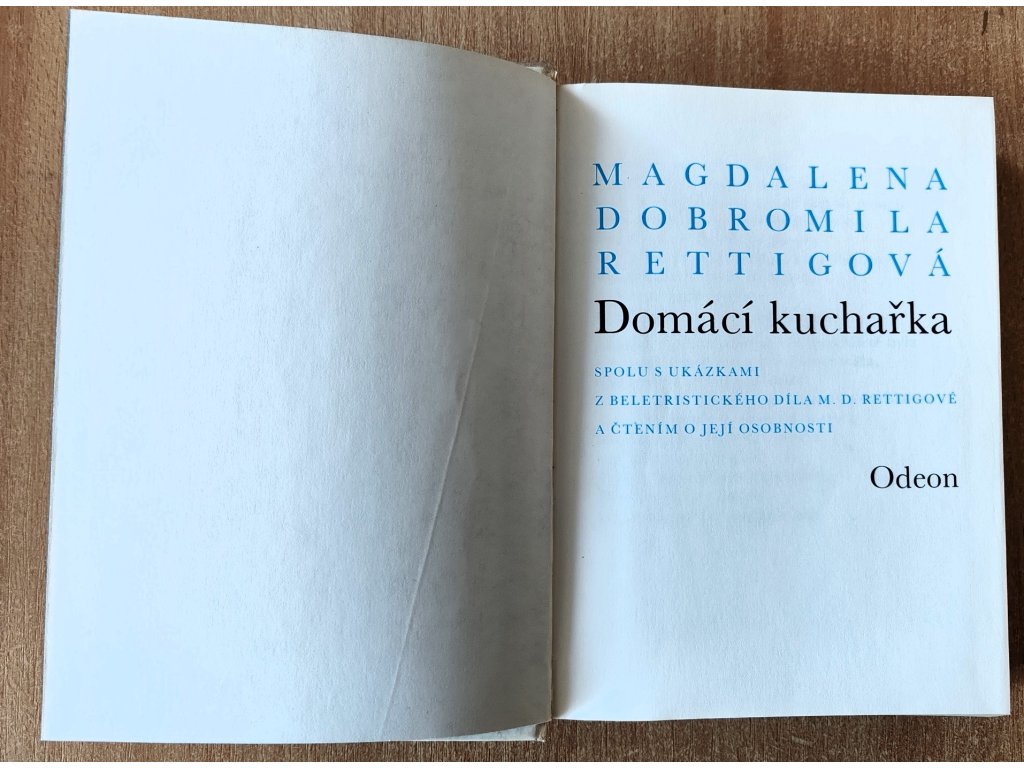 MAGDALENA
DOBROMILA
RETTIGOVÁ
Domácí kuchařka
SPOLU S UKÁZKAMI
Z BELETRISTICKÉHO DÍLA M. D. RETTIGOVÉ
A ČTENÍM O JEJÍ OSOBNOSTI
Odeon